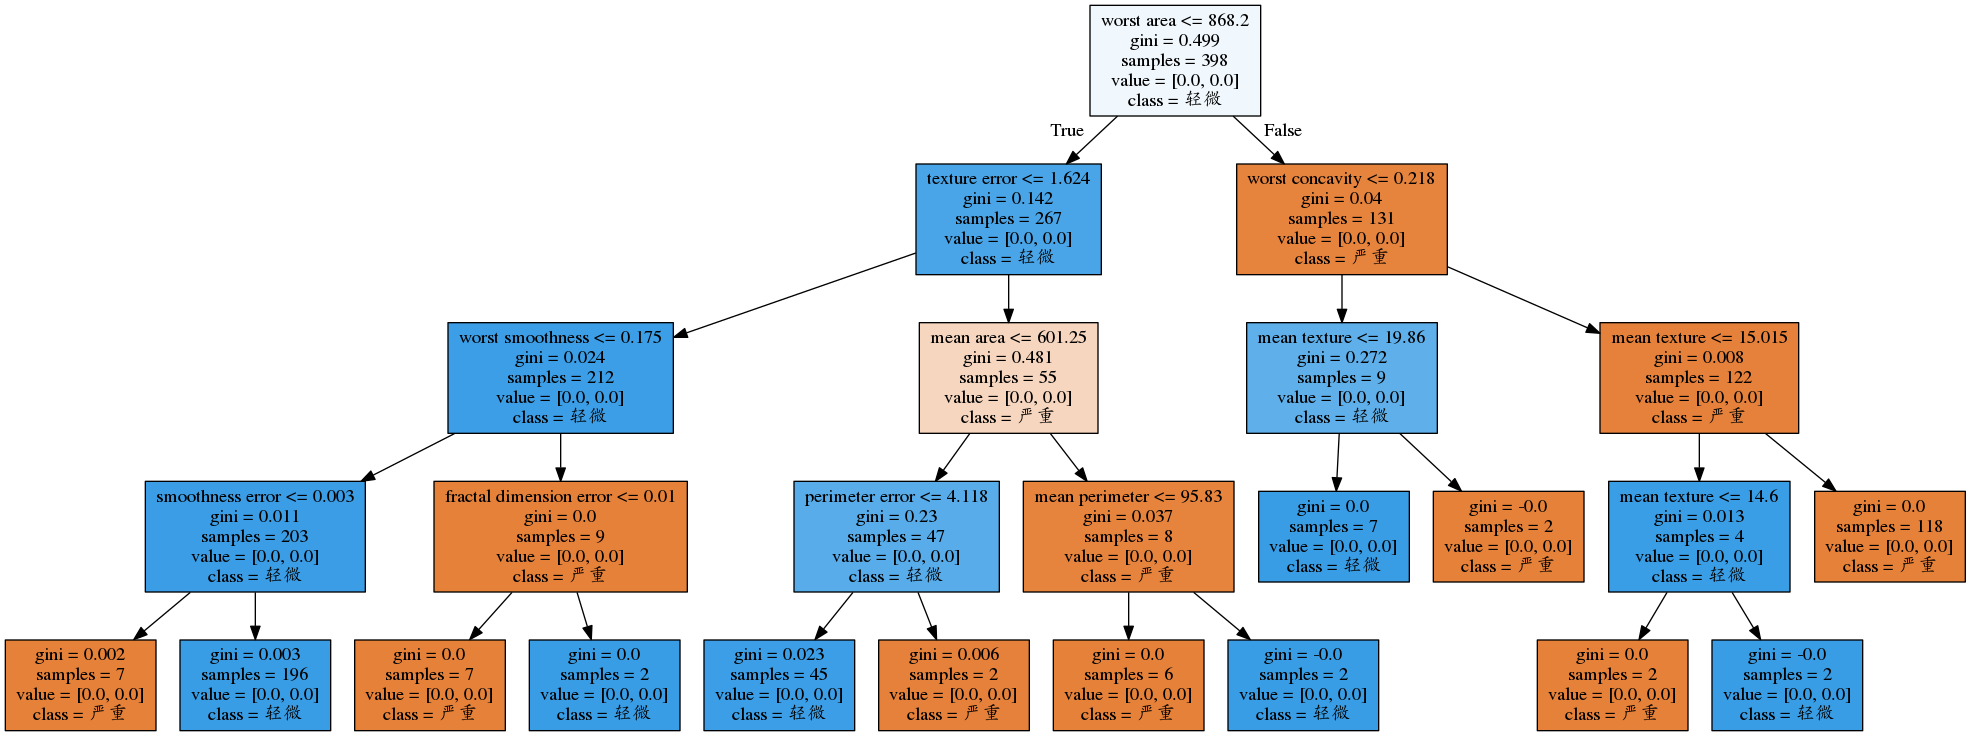 worst area <= 868.2
gini = 0.499
samples = 398
value = [0.0, 0.0]
class = 轻微
True
False
texture error <= 1.624
gini = 0.142
samples = 267
value = [0.0, 0.0]
class = 轻微
worst concavity <= 0.218
gini = 0.04
samples = 131
value = [0.0, 0.0]
class = 严重
worst smoothness <= 0.175
gini = 0.024
samples = 212
value = [0.0, 0.0]
class = 轻微
mean area <= 601.25
gini = 0.481
samples = 55
value = [0.0, 0.0]
class = 严重
mean texture <= 19.86
gini = 0.272
samples = 9
value = [0.0, 0.0]
class = 轻微
mean texture <= 15.015
gini = 0.008
samples = 122
value = [0.0, 0.0]
class = 严重
smoothness error <= 0.003
gini = 0.011
samples = 203
value = [0.0, 0.0]
class = 轻微
fractal dimension error <= 0.01
gini = 0.0
samples = 9
value = [0.0, 0.0]
class = 严重
perimeter error <= 4.118
gini = 0.23
samples = 47
value = [0.0, 0.0]
class = 轻微
mean perimeter <= 95.83
gini = 0.037
samples = 8
value = [0.0, 0.0]
class = 严重
gini = 0.0
samples = 7
value = [0.0, 0.0]
class = 轻微
gini = -0.0
samples = 2
value = [0.0, 0.0]
class = 严重
mean texture <= 14.6
gini = 0.013
samples = 4
value = [0.0, 0.0]
class = 轻微
gini = 0.0
samples = 118
value = [0.0, 0.0]
class = 严重
gini = 0.002
samples = 7
value = [0.0, 0.0]
class = 严重
gini = 0.003
samples = 196
value = [0.0, 0.0]
class = 轻微
gini = 0.0
samples = 7
value = [0.0, 0.0]
class = 严重
gini = 0.0
samples = 2
value = [0.0, 0.0]
class = 轻微
gini = 0.023
samples = 45
value = [0.0, 0.0]
class = 轻微
gini = 0.006
samples = 2
value = [0.0, 0.0]
class = 严重
gini = 0.0
samples = 6
value = [0.0, 0.0]
class = 严重
gini = -0.0
samples = 2
value = [0.0, 0.0]
class = 轻微
gini = 0.0
samples = 2
value = [0.0, 0.0]
class = 严重
gini = -0.0
samples = 2
value = [0.0, 0.0]
class = 轻微